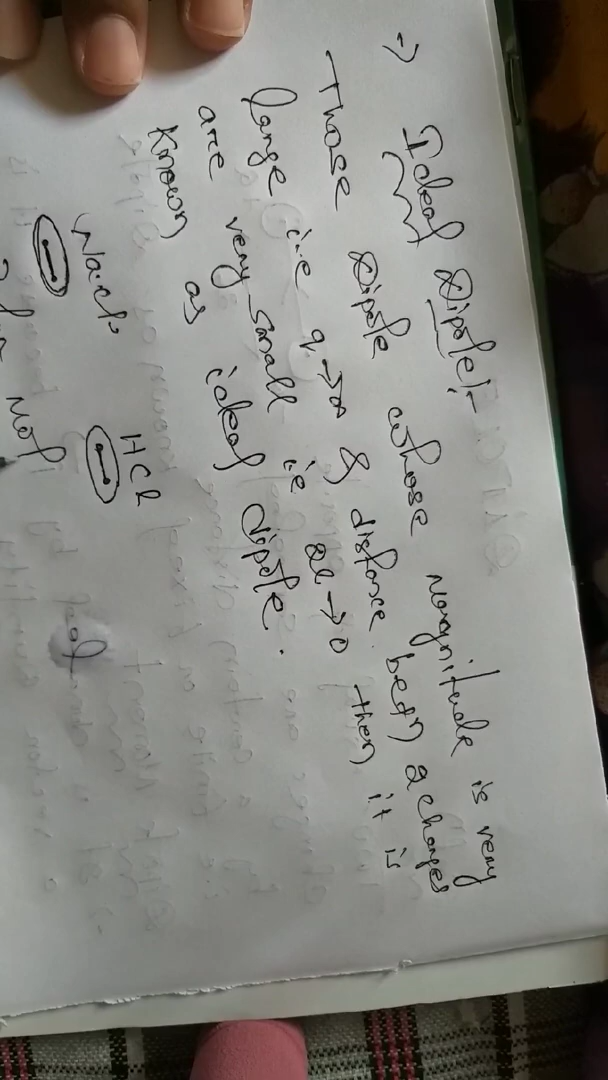 → Ideal Dipole!-
Those Dipole whose magnitude is very
large i.e q→∞ & distance betn 2 charges
are very small ie 2l→0 then it is
known as ideal dipole.
Nacl HCl